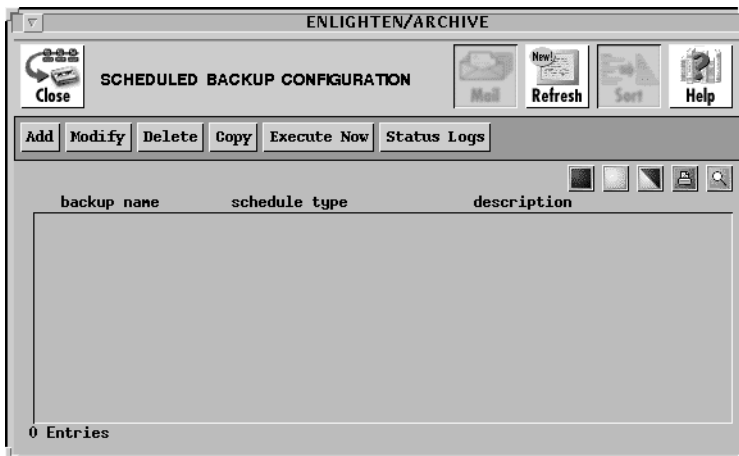 ENLIGHTEN/ARCHIVE
Close
SCHEDULED BACKUP CONFIGURATION
Mail
New!
Refresh
Sort
Help
Add Modify Delete Copy Execute Now Status Logs
backup name schedule type description
0 Entries